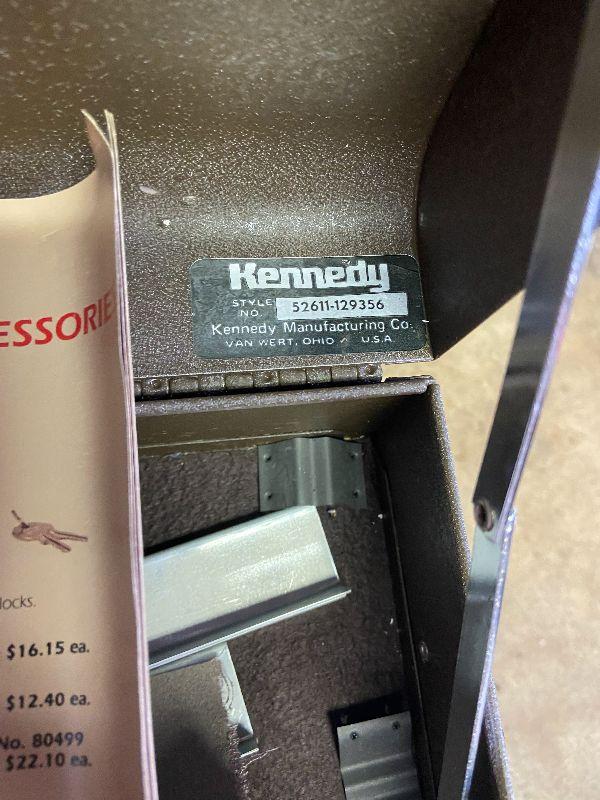 Kennedy
STYLE
NO. 52611-129356
Kennedy Manufacturing Co.
VAN WERT, OHIO / U.S.A.
ESSORIE
locks.
$16.15 ea.
$12.40 ea.
No. 80499
$22.10 ea.